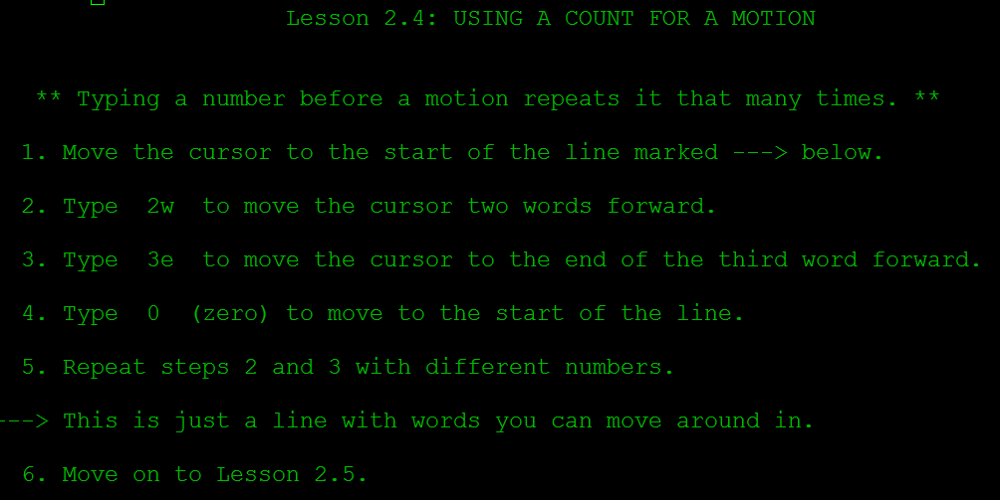 Lesson 2.4: USING A COUNT FOR A MOTION
** Typing a number before a motion repeats it that many times. **
1. Move the cursor to the start of the line marked ---> below.
2. Type  2w  to move the cursor two words forward.
3. Type  3e  to move the cursor to the end of the third word forward.
4. Type  0  (zero) to move to the start of the line.
5. Repeat steps 2 and 3 with different numbers.
---> This is just a line with words you can move around in.
6. Move on to Lesson 2.5.